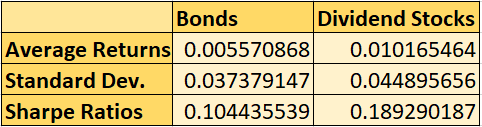 Bonds Dividend Stocks
Average Returns 0.005570868 0.010165464
Standard Dev. 0.037379147 0.044895656
Sharpe Ratios 0.104435539 0.189290187